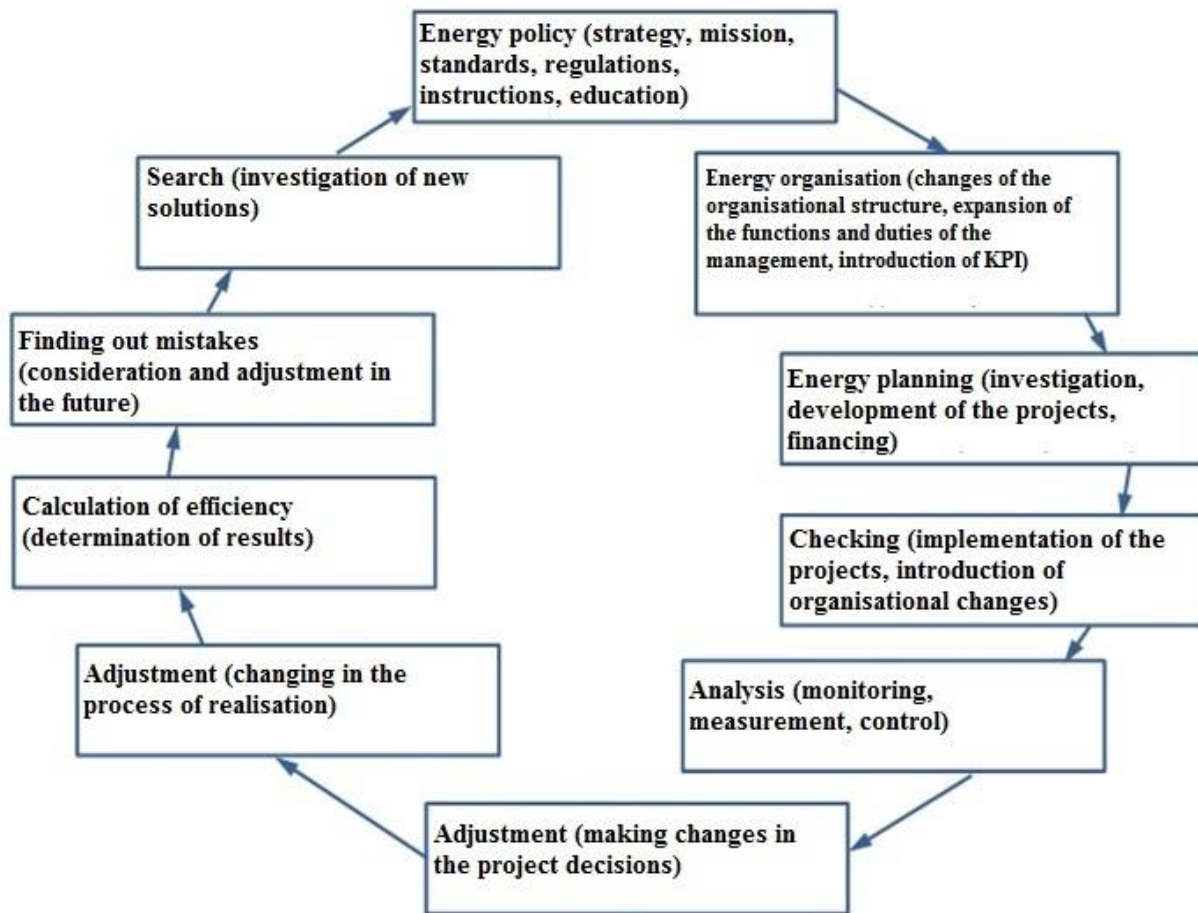 Energy policy (strategy, mission,
standards, regulations,
instructions, education)
Energy organisation (changes of the
organisational structure, expansion of
the functions and duties of the
management, introduction of KPI)
Energy planning (investigation,
development of the projects,
financing)
Checking (implementation of the
projects, introduction of
organisational changes)
Analysis (monitoring,
measurement, control)
Adjustment (making changes in
the project decisions)
Adjustment (changing in the
process of realisation)
Calculation of efficiency
(determination of results)
Finding out mistakes
(consideration and adjustment in
the future)
Search (investigation of new
solutions)